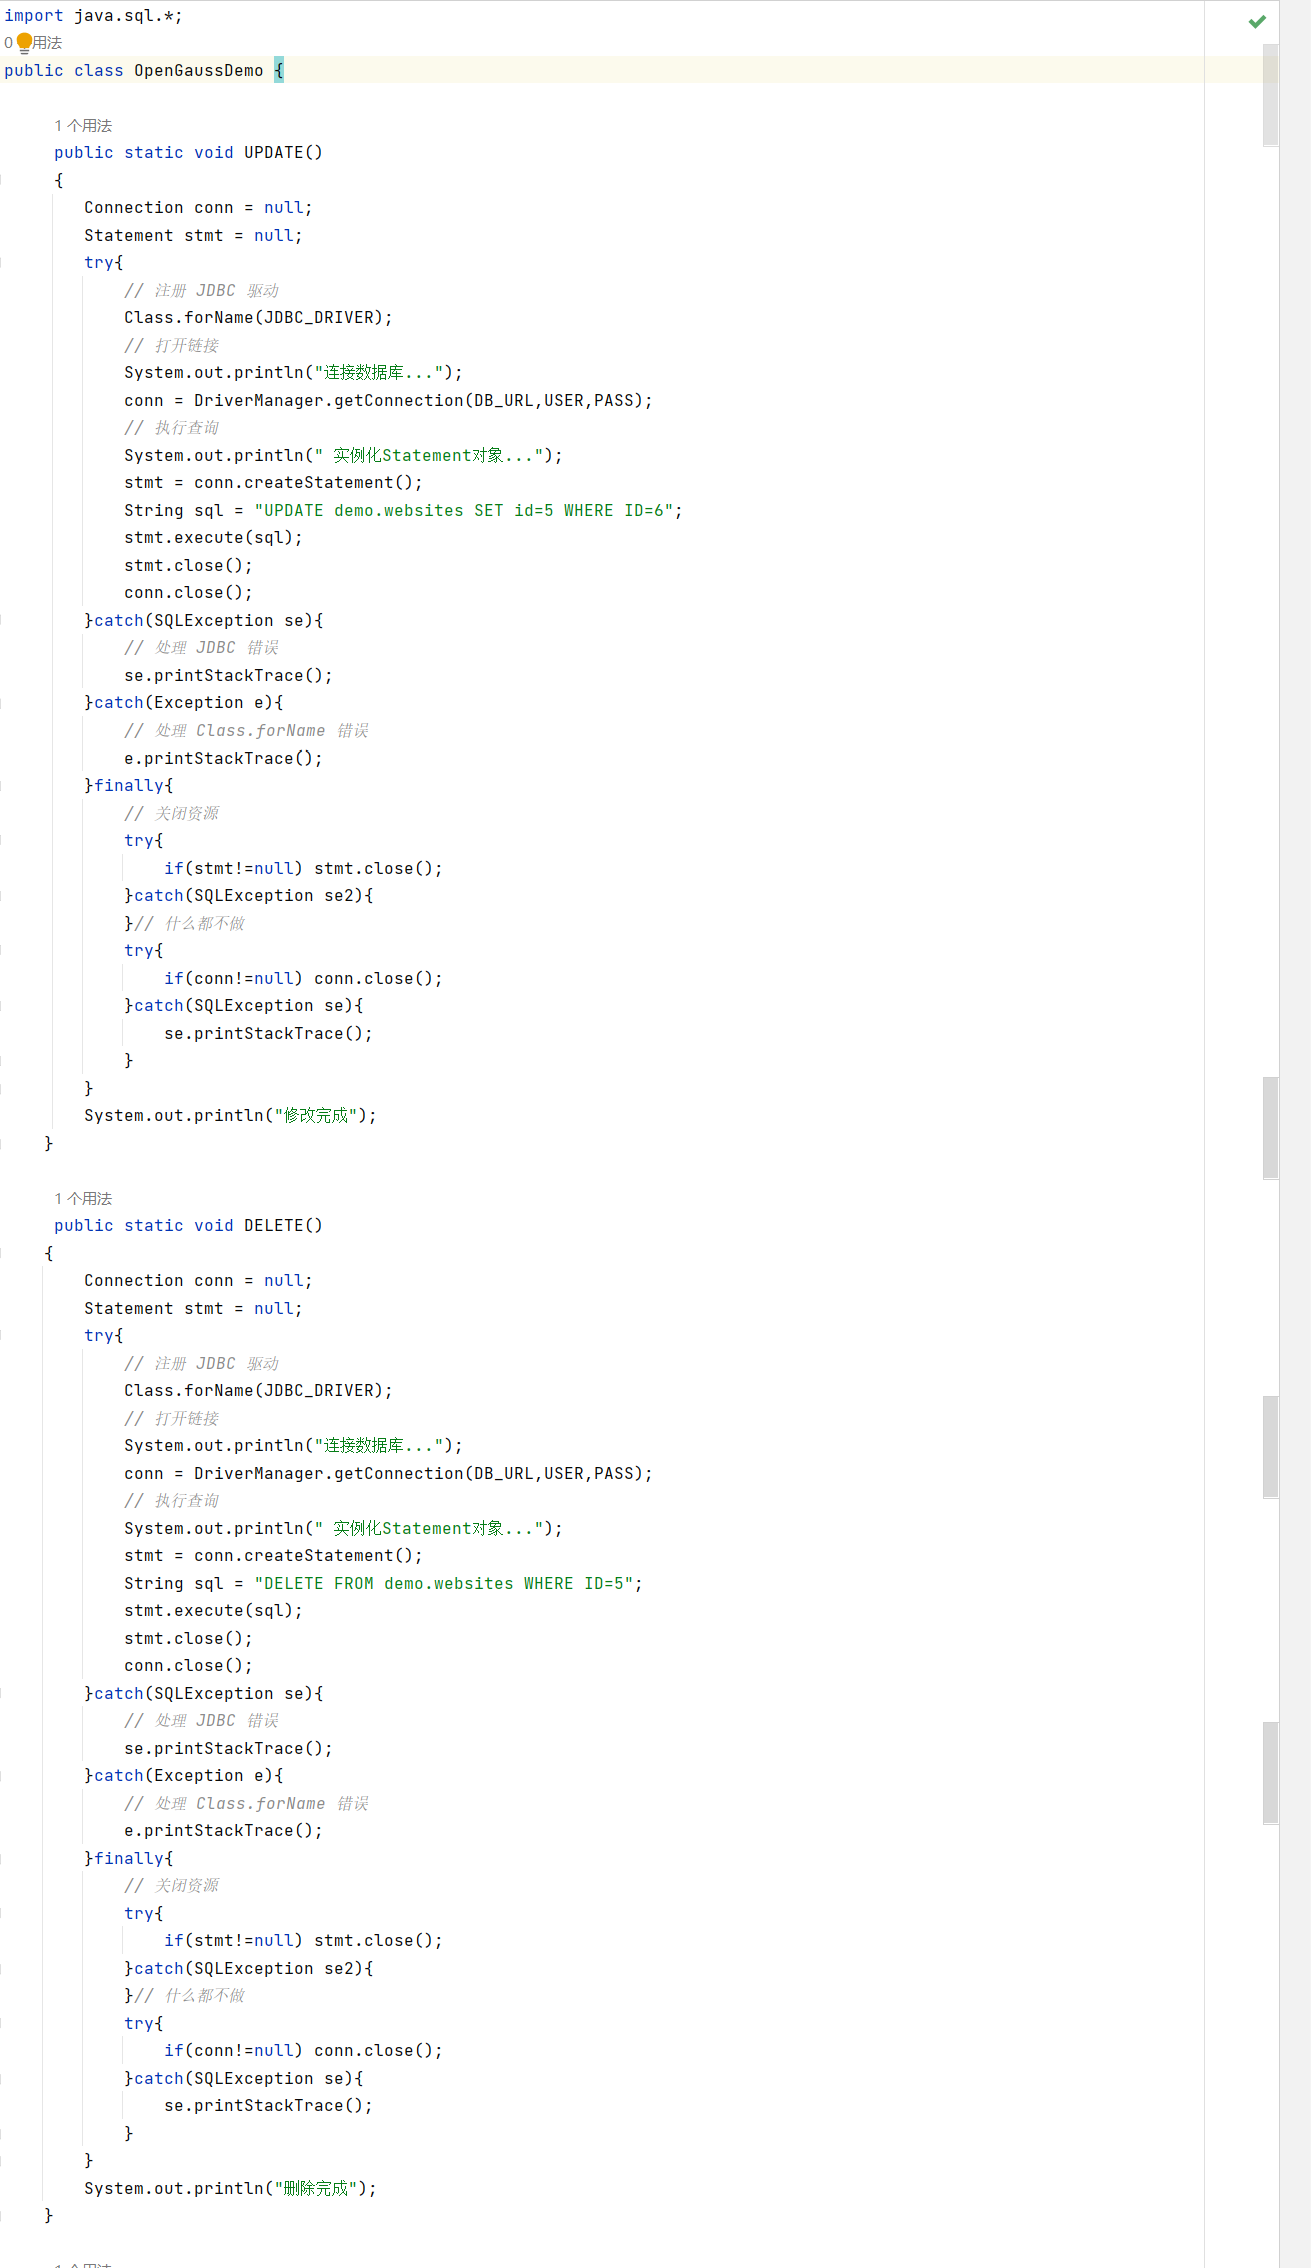 import java.sql.*;
0 用法
public class OpenGaussDemo {
1 个用法
public static void UPDATE()
{
Connection conn = null;
Statement stmt = null;
try{
// 注册 JDBC 驱动
Class.forName(JDBC_DRIVER);
// 打开链接
System.out.println("连接数据库...");
conn = DriverManager.getConnection(DB_URL,USER,PASS);
// 执行查询
System.out.println(" 实例化Statement对象...");
stmt = conn.createStatement();
String sql = "UPDATE demo.websites SET id=5 WHERE ID=6";
stmt.execute(sql);
stmt.close();
conn.close();
}catch(SQLException se){
// 处理 JDBC 错误
se.printStackTrace();
}catch(Exception e){
// 处理 Class.forName 错误
e.printStackTrace();
}finally{
// 关闭资源
try{
if(stmt!=null) stmt.close();
}catch(SQLException se2){
}// 什么都不做
try{
if(conn!=null) conn.close();
}catch(SQLException se){
se.printStackTrace();
}
}
System.out.println("修改完成");
}
1 个用法
public static void DELETE()
{
Connection conn = null;
Statement stmt = null;
try{
// 注册 JDBC 驱动
Class.forName(JDBC_DRIVER);
// 打开链接
System.out.println("连接数据库...");
conn = DriverManager.getConnection(DB_URL,USER,PASS);
// 执行查询
System.out.println(" 实例化Statement对象...");
stmt = conn.createStatement();
String sql = "DELETE FROM demo.websites WHERE ID=5";
stmt.execute(sql);
stmt.close();
conn.close();
}catch(SQLException se){
// 处理 JDBC 错误
se.printStackTrace();
}catch(Exception e){
// 处理 Class.forName 错误
e.printStackTrace();
}finally{
// 关闭资源
try{
if(stmt!=null) stmt.close();
}catch(SQLException se2){
}// 什么都不做
try{
if(conn!=null) conn.close();
}catch(SQLException se){
se.printStackTrace();
}
}
System.out.println("删除完成");
}